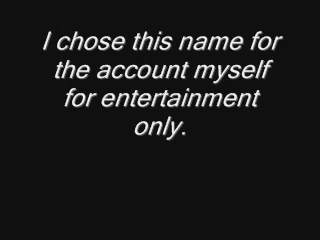 I chose this name for
the account myself
for entertainment
only.